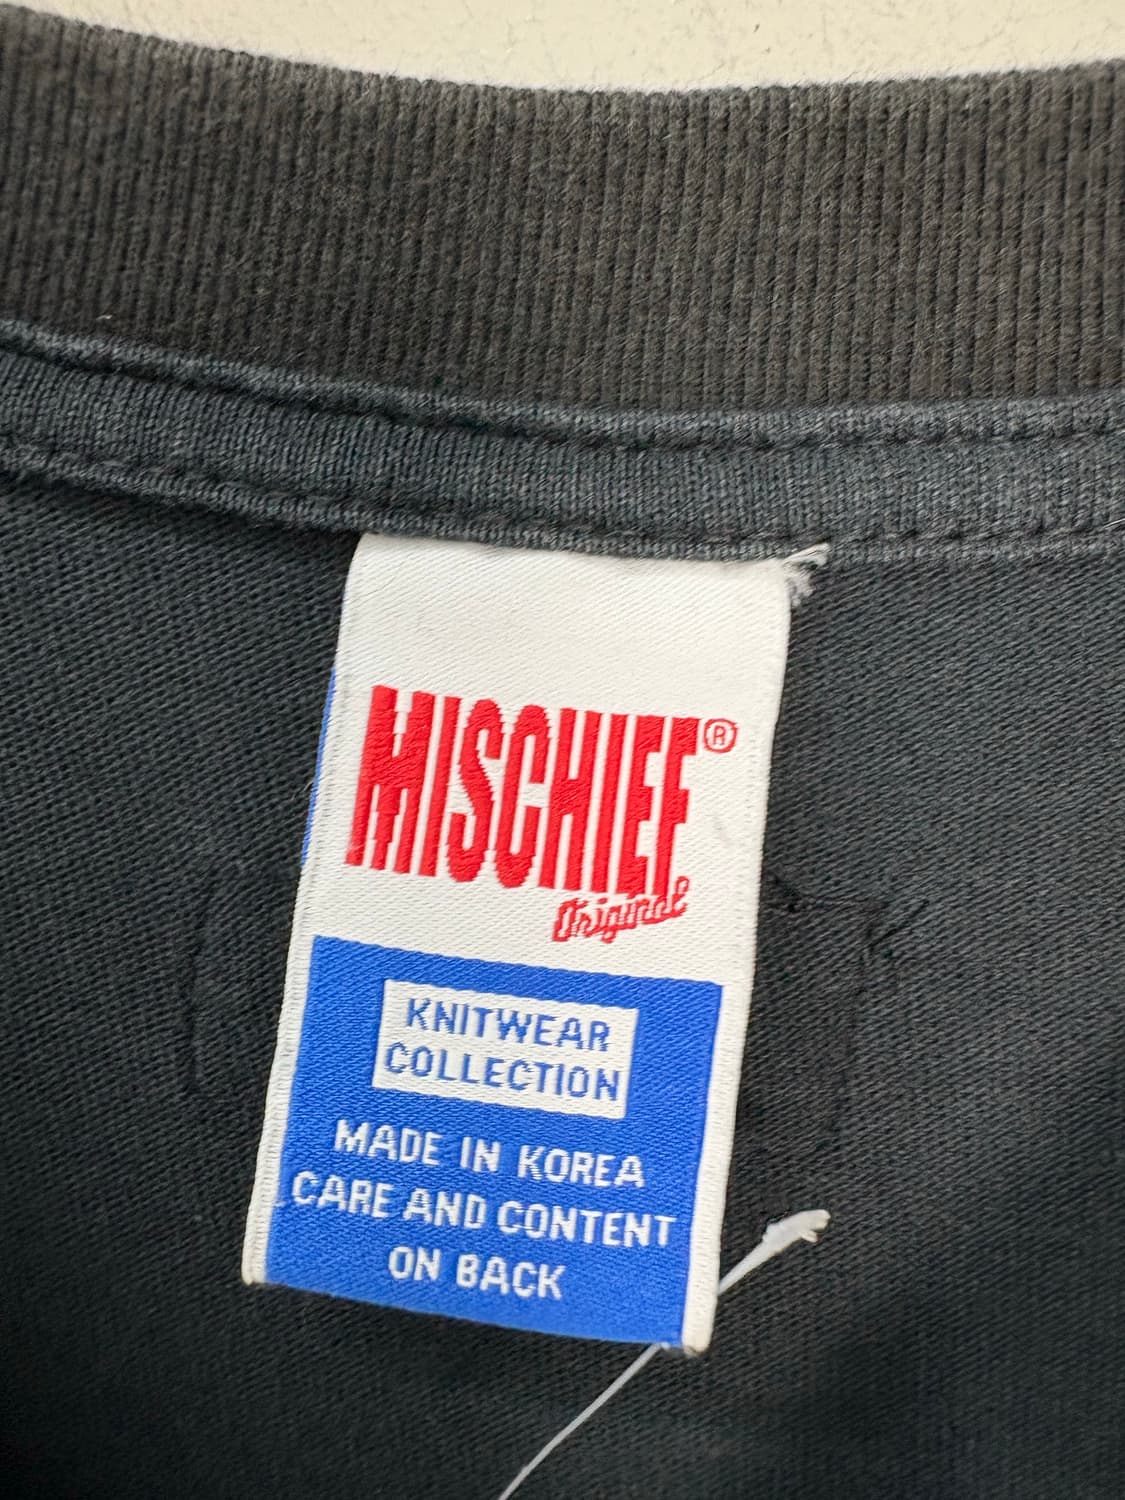 MISCHIEF®
Original
KNITWEAR
COLLECTION
MADE IN KOREA
CARE AND CONTENT
ON BACK